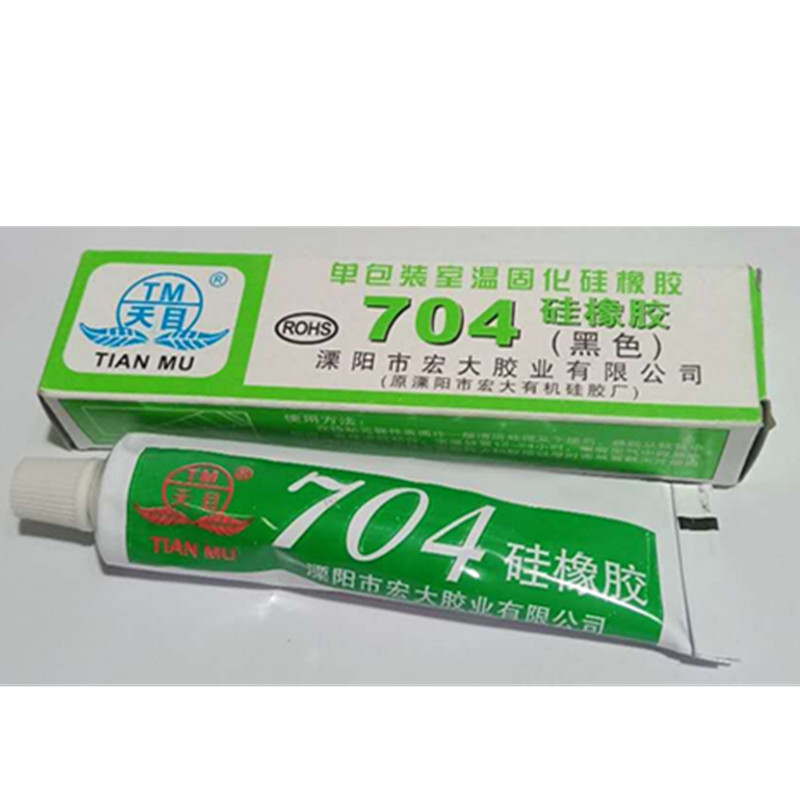 TM
®
天目
TIAN MU
单包装室温固化硅橡胶
ROHS
704 硅橡胶
(黑色)
溧阳市宏大胶业有限公司
(原溧阳市宏大有机硅胶厂)
使用方法:
TM
®
天目
TIAN MU
704 硅橡胶
溧阳市宏大胶业有限公司